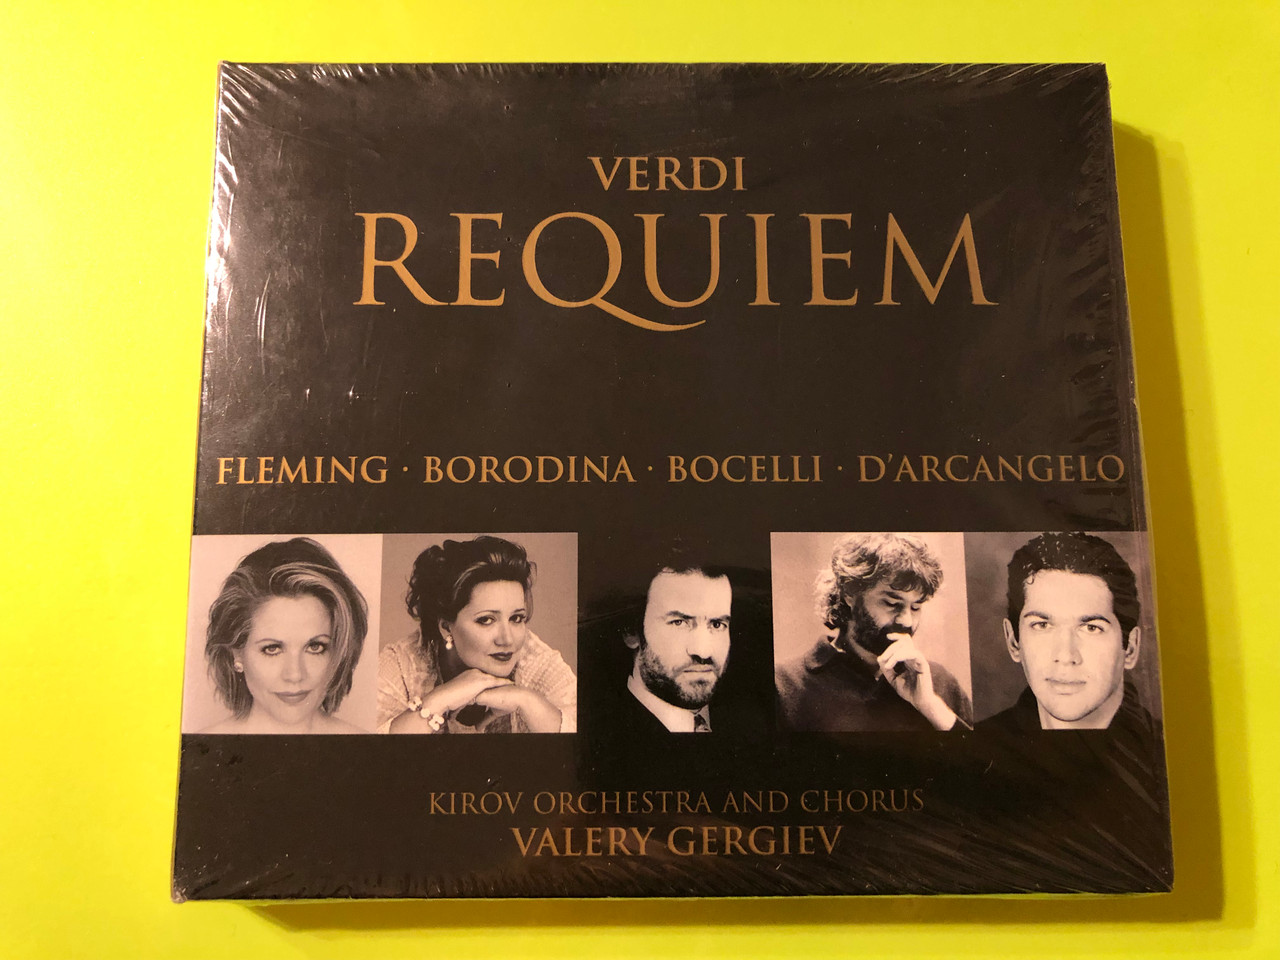 VERDI
REQUIEM
FLEMING · BORODINA · BOCELLI · D'ARCANGELO
KIROV ORCHESTRA AND CHORUS
VALERY GERGIEV